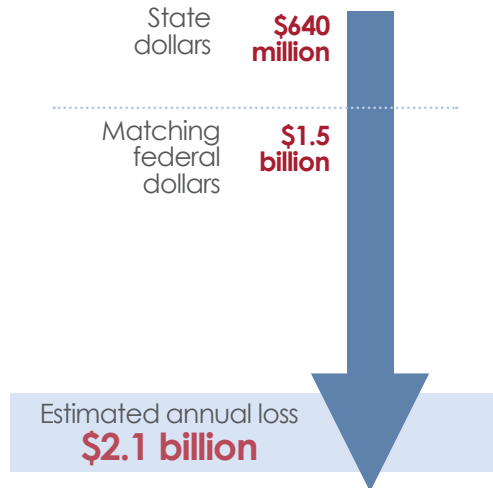 State
dollars
$640
million
Matching
federal
dollars
$1.5
billion
Estimated annual loss
$2.1 billion